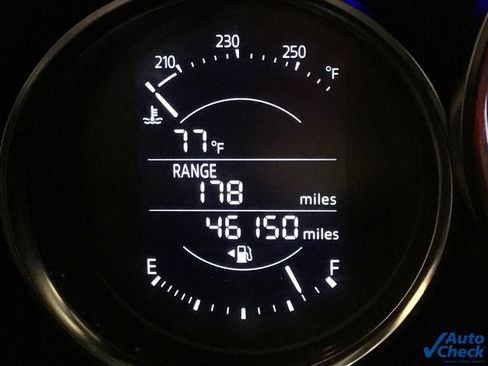 210 230 250 °F
77°F
RANGE
178 miles
46150 miles
E F
Auto
Check